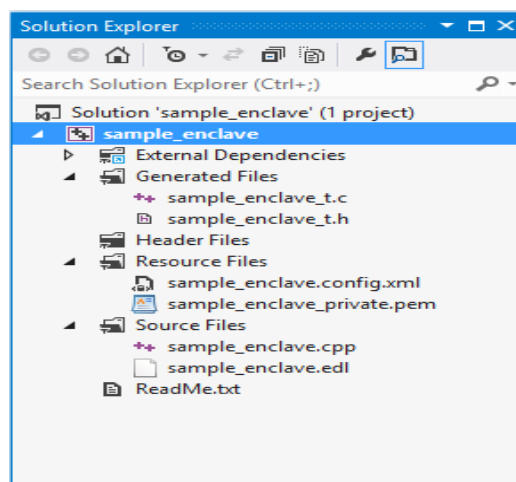 Solution Explorer
Search Solution Explorer (Ctrl+;)
Solution 'sample_enclave' (1 project)
sample_enclave
External Dependencies
Generated Files
sample_enclave_t.c
sample_enclave_t.h
Header Files
Resource Files
sample_enclave.config.xml
sample_enclave_private.pem
Source Files
sample_enclave.cpp
sample_enclave.edl
ReadMe.txt